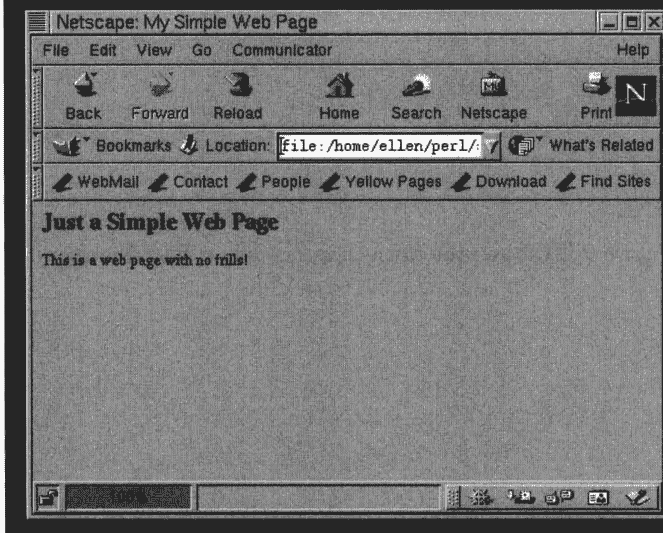 Netscape: My Simple Web Page
File Edit View Go Communicator Help
Back Forward Reload Home Search Netscape Print N
Bookmarks Location: file:/home/ellen/perl/ What's Related
WebMail Contact People Yellow Pages Download Find Sites
Just a Simple Web Page
This is a web page with no frills!